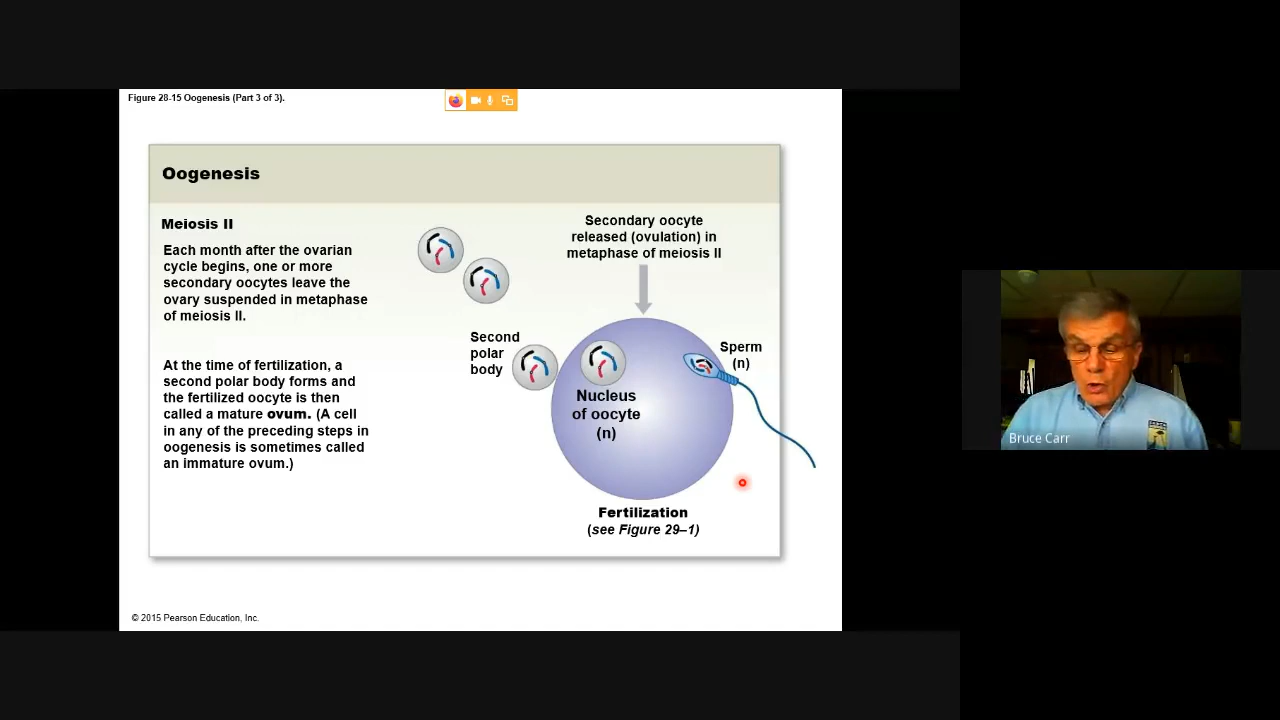 Figure 28-15 Oogenesis (Part 3 of 3).
Oogenesis
Meiosis II
Each month after the ovarian
cycle begins, one or more
secondary oocytes leave the
ovary suspended in metaphase
of meiosis II.
At the time of fertilization, a
second polar body forms and
the fertilized oocyte is then
called a mature ovum. (A cell
in any of the preceding steps in
oogenesis is sometimes called
an immature ovum.)
Secondary oocyte
released (ovulation) in
metaphase of meiosis II
Second
polar
body
Nucleus
of oocyte
(n)
Sperm
(n)
Fertilization
(see Figure 29–1)
© 2015 Pearson Education, Inc.
Bruce Carr